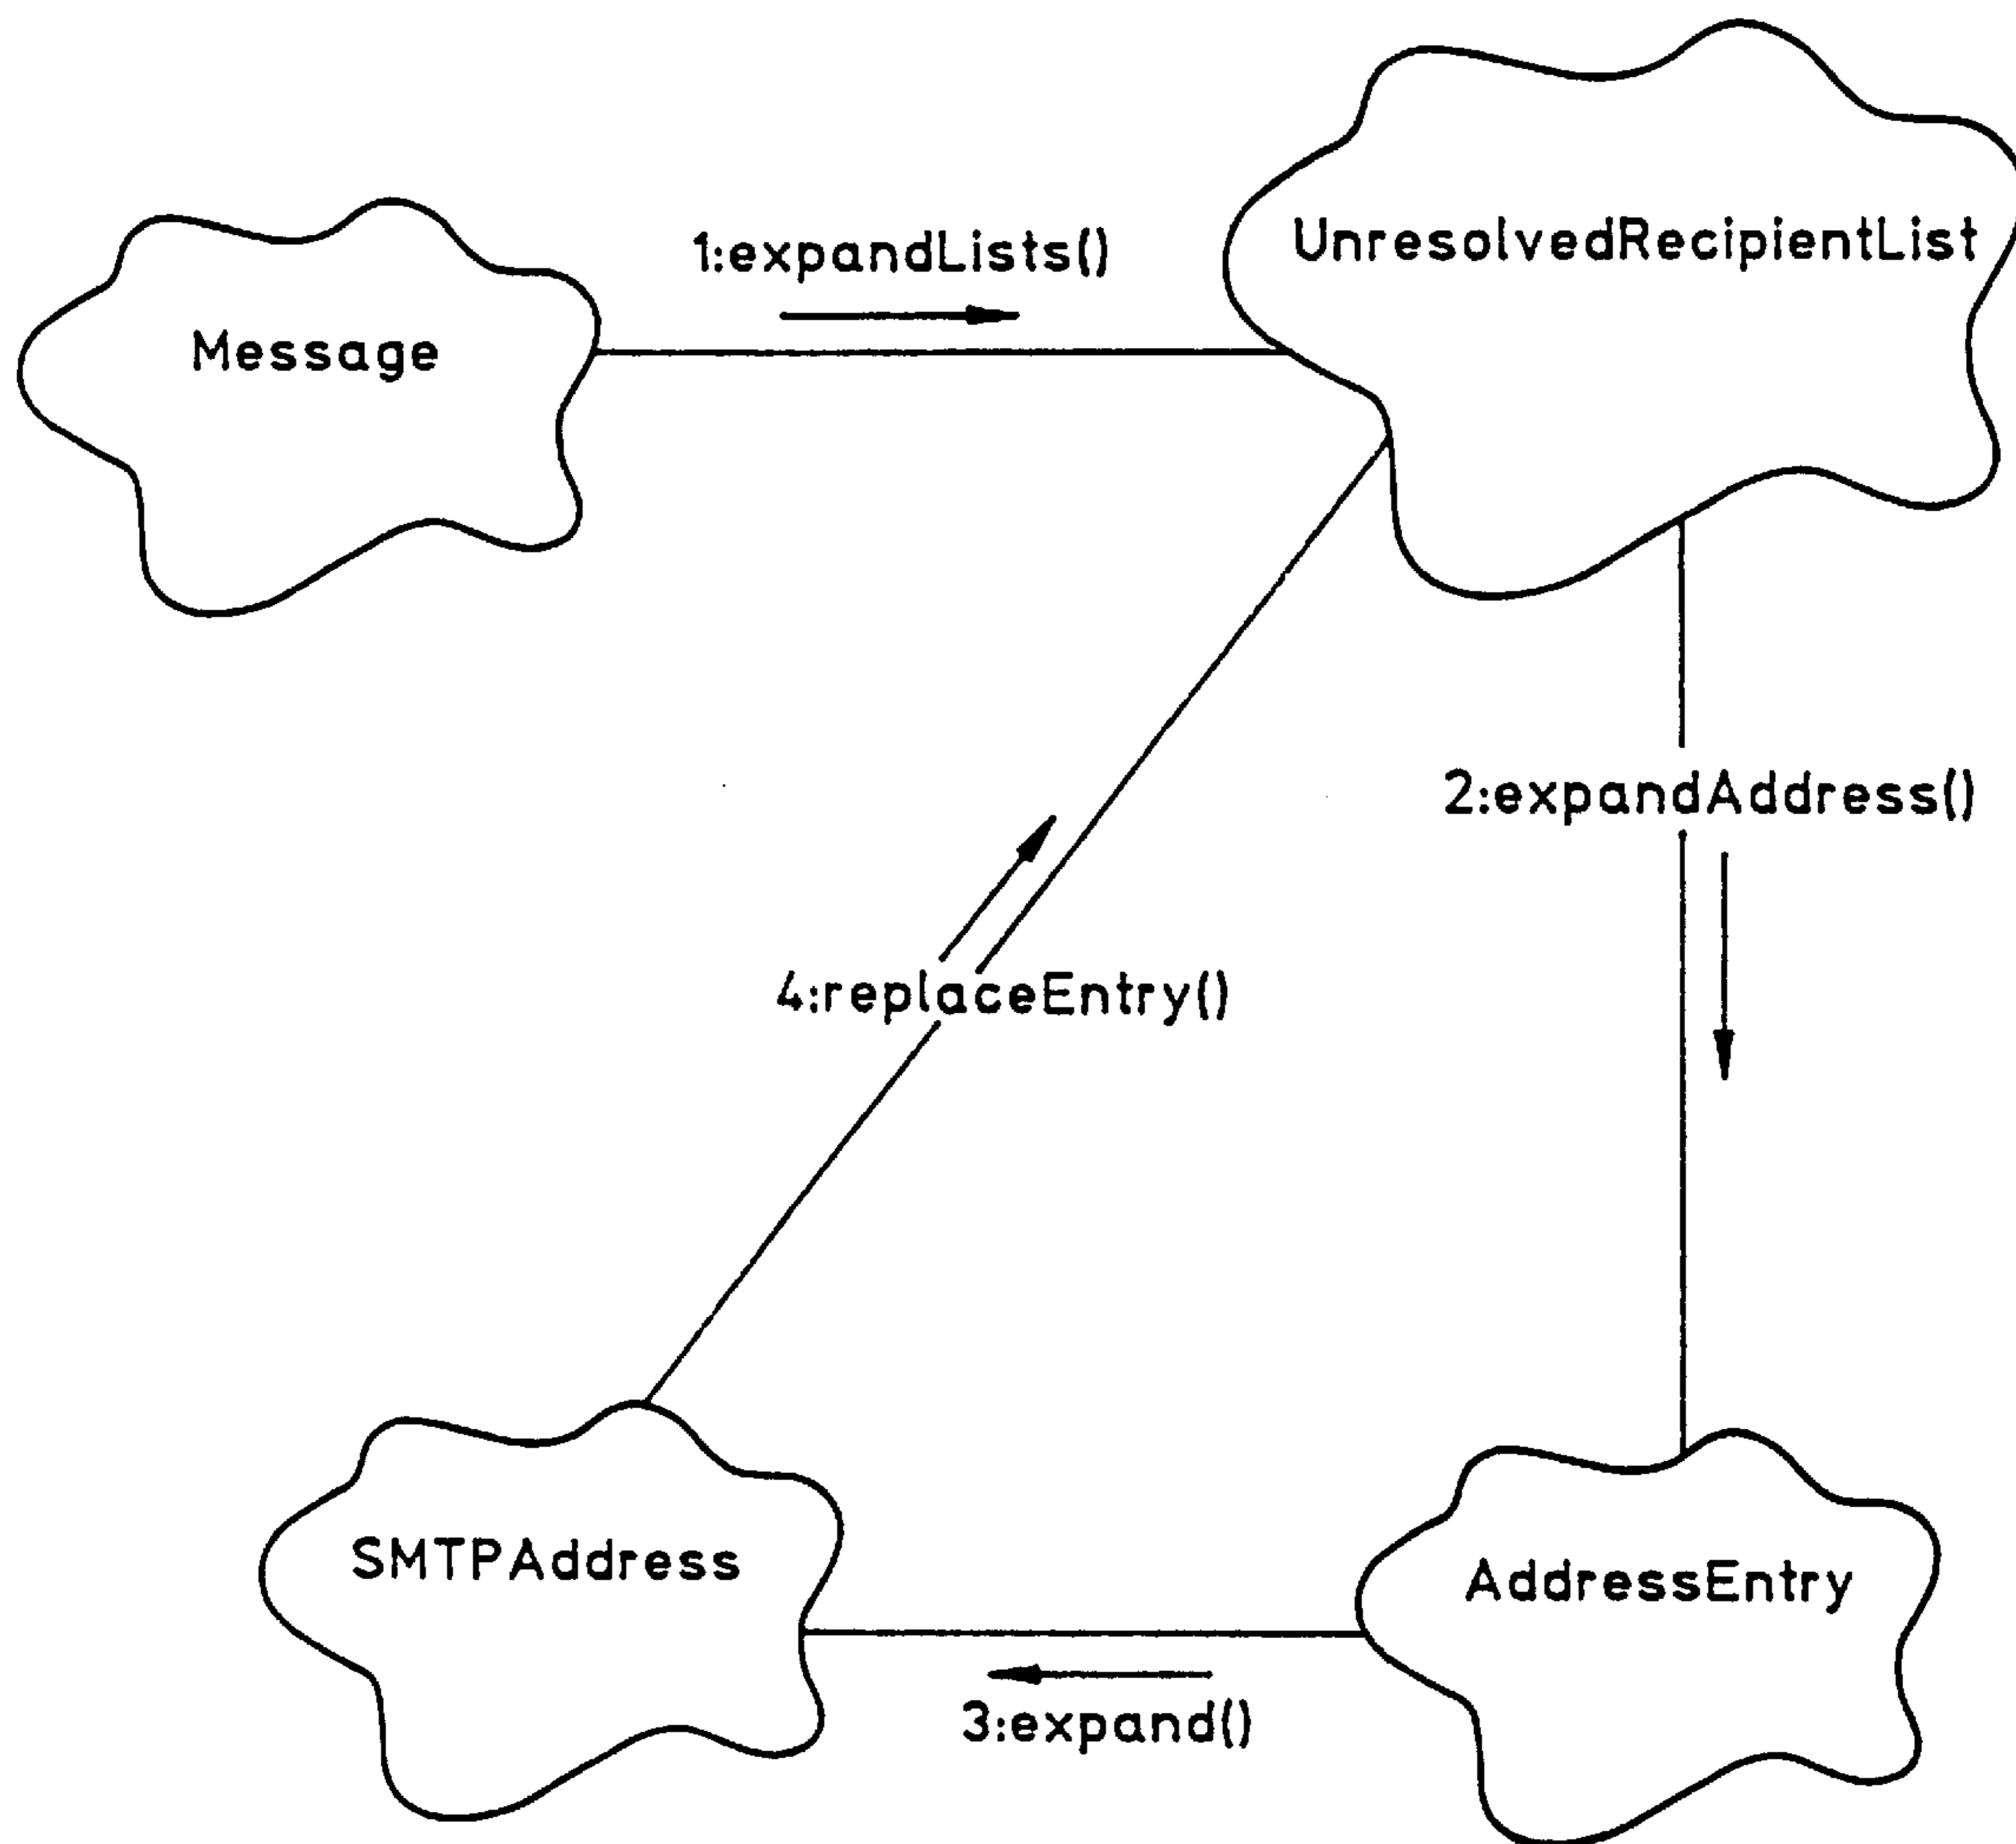 UnresolvedRecipientList
1:expandLists()
Message
2:expandAddress()
4:replaceEntry()
SMTPAddress
AddressEntry
3:expand()